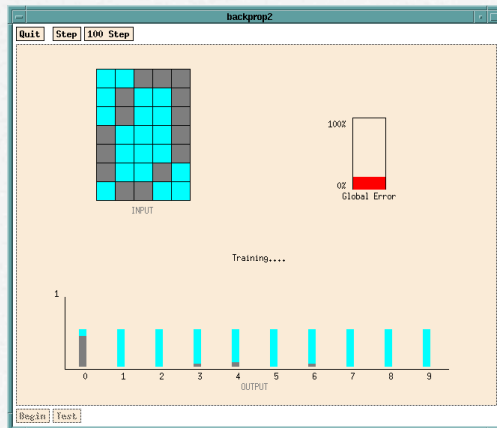 backprop2
Quit Step 100 Step
100%
0%
Global Error
INPUT
Training....
1
0 1 2 3 4 5 6 7 8 9
OUTPUT
Begin Test